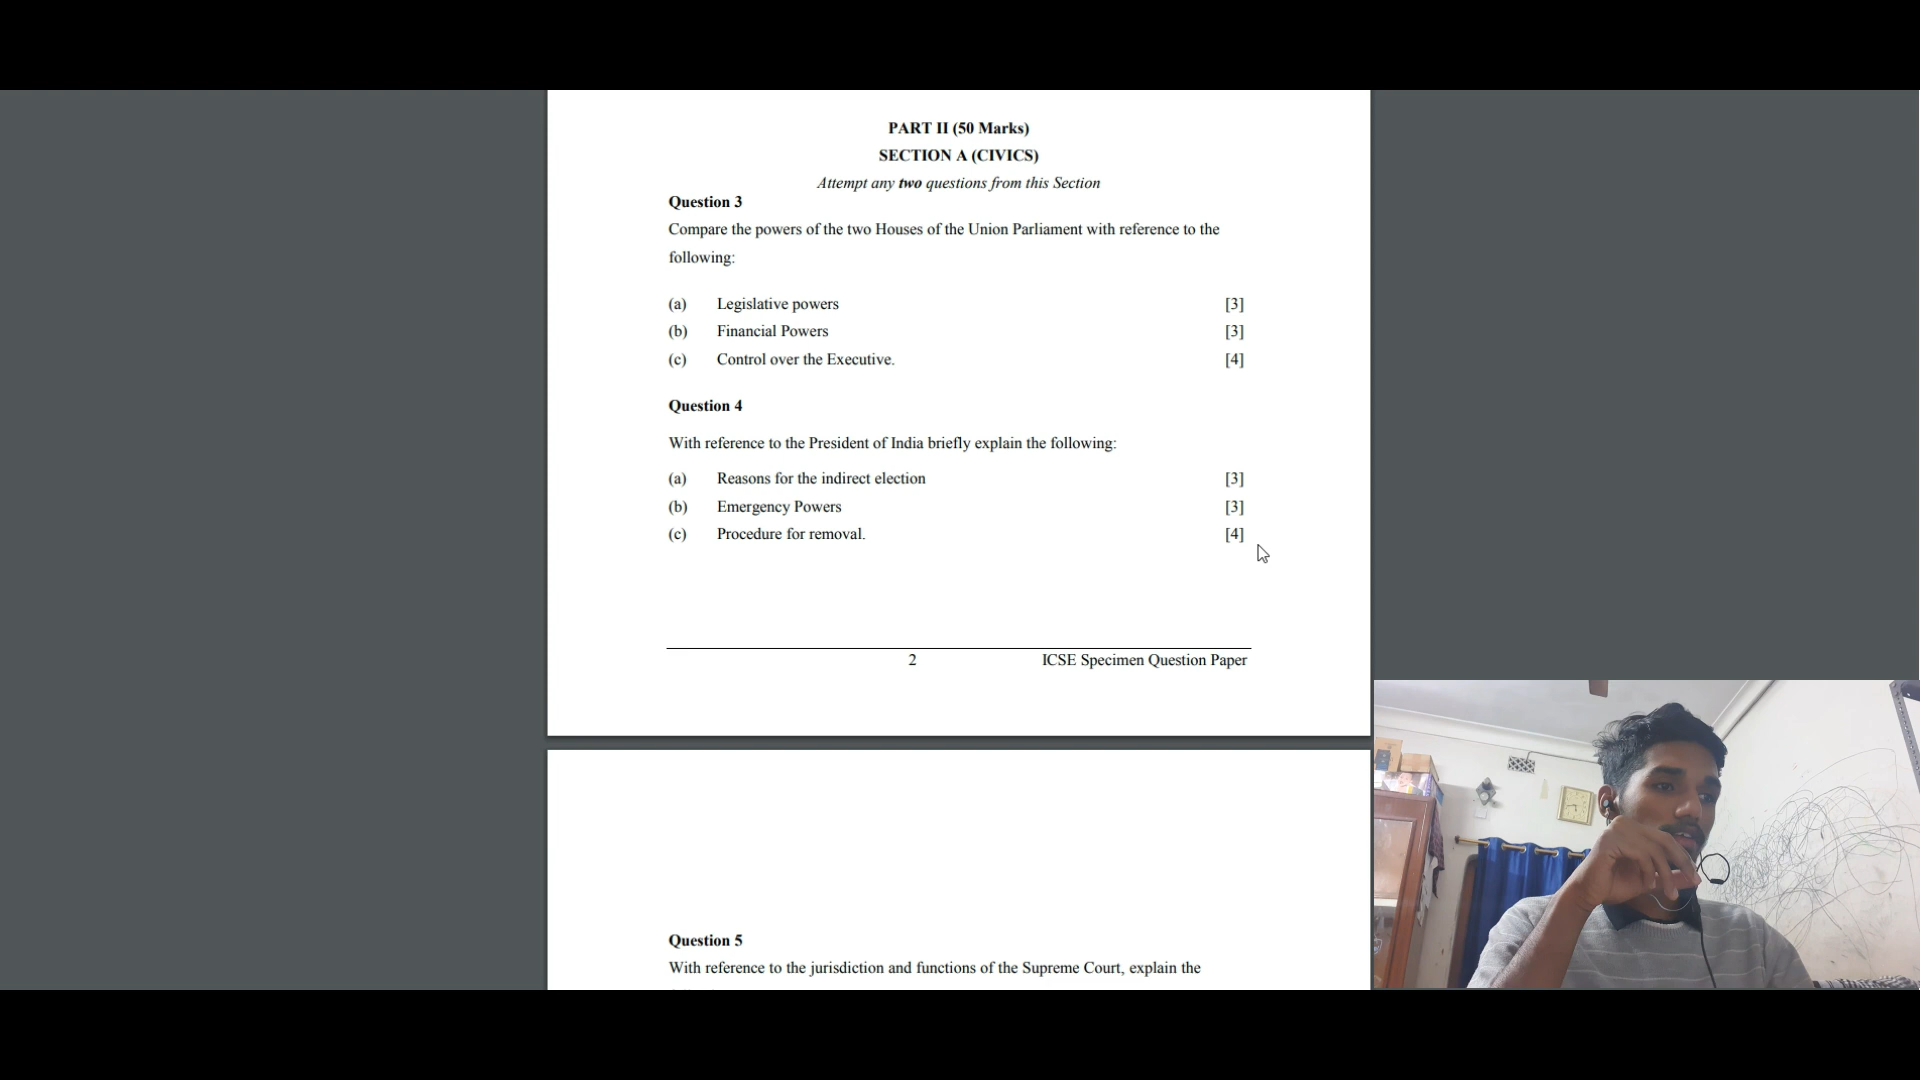 PART II (50 Marks)
SECTION A (CIVICS)
Attempt any two questions from this Section
Question 3
Compare the powers of the two Houses of the Union Parliament with reference to the
following:
(a) Legislative powers [3]
(b) Financial Powers [3]
(c) Control over the Executive. [4]
Question 4
With reference to the President of India briefly explain the following:
(a) Reasons for the indirect election [3]
(b) Emergency Powers [3]
(c) Procedure for removal. [4]
2 ICSE Specimen Question Paper
Question 5
With reference to the jurisdiction and functions of the Supreme Court, explain the